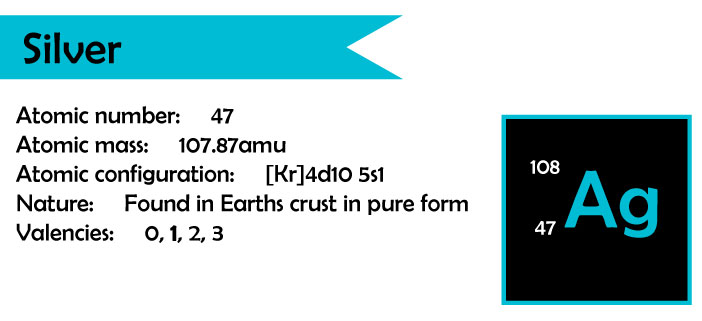 Silver
Atomic number: 47
Atomic mass: 107.87amu
Atomic configuration: [Kr]4d10 5s1
Nature: Found in Earths crust in pure form
Valencies: 0, 1, 2, 3
108
47
Ag